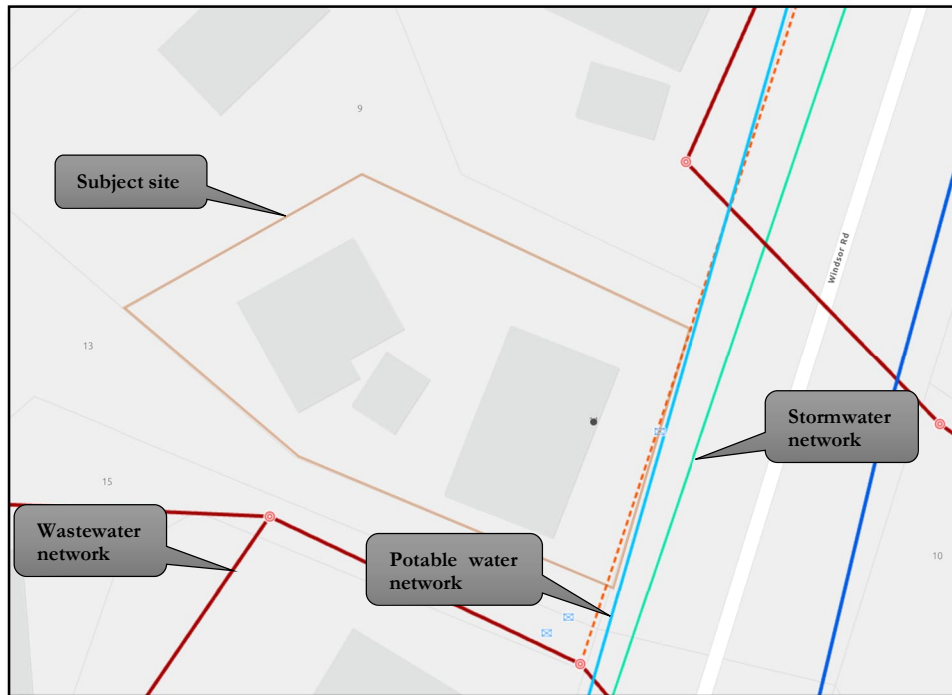 9
Subject site
Windsor Rd
13
Stormwater
network
15
Wastewater
network
Potable water
network
10